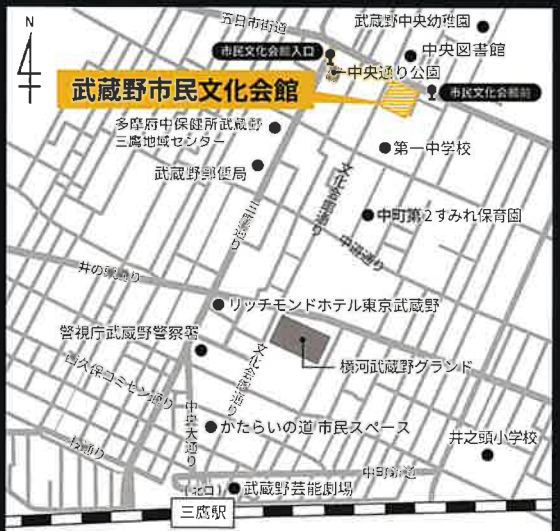 N
五日市街道
武蔵野中央幼稚園
市民文化会館入口
中央図書館
中央通り公園
武蔵野市民文化会館
市民文化会館前
多摩府中保健所武蔵野
三鷹地域センター
第一中学校
武蔵野郵便局
文化会館通り
三鷹通り
中町第2すみれ保育園
中道通り
井の頭通り
リッチモンドホテル東京武蔵野
警視庁武蔵野警察署
文化会館通り
横河武蔵野グランド
西久保コミセン通り
中央大通り
かたらいの道 市民スペース
井之頭小学校
中町新道
(北口)
武蔵野芸能劇場
三鷹駅